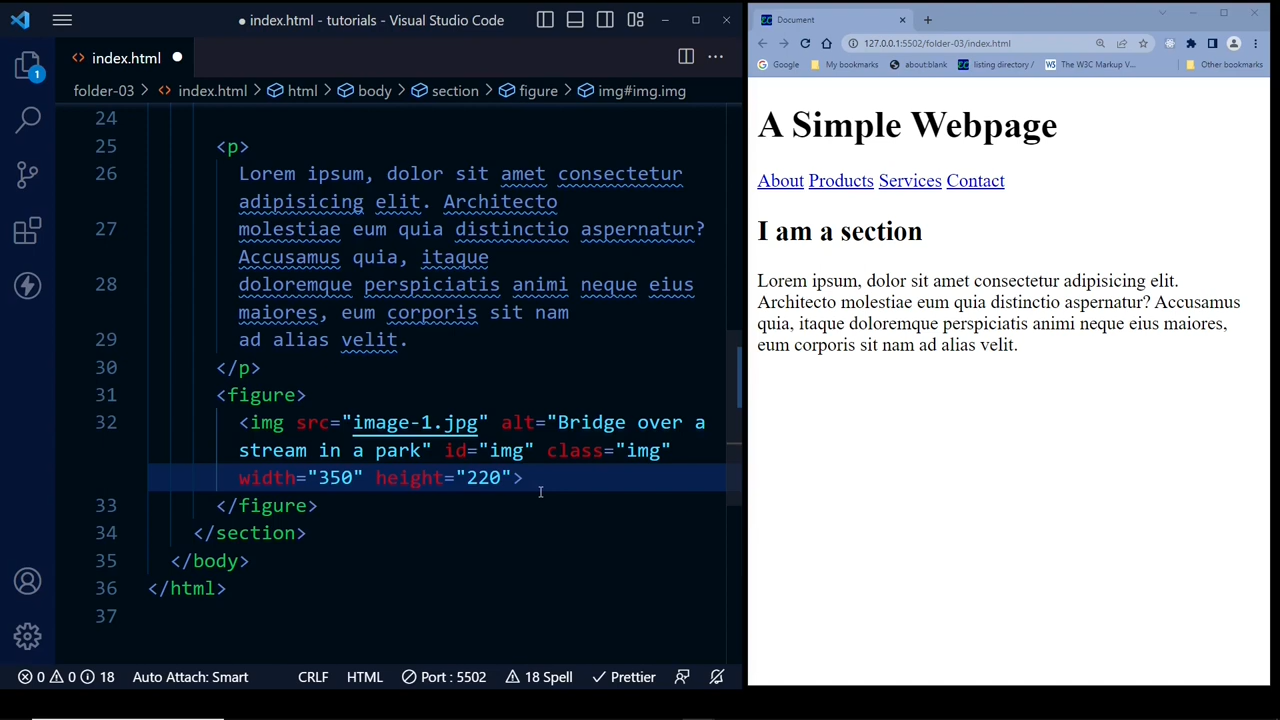 index.html - tutorials - Visual Studio Code
index.html
1
folder-03 > index.html > html > body > section > figure > img#img.img
24
25 <p>
26 Lorem ipsum, dolor sit amet consectetur
adipisicing elit. Architecto
27 molestiae eum quia distinctio aspernatur?
Accusamus quia, itaque
28 doloremque perspiciatis animi neque eius
maiores, eum corporis sit nam
29 ad alias velit.
30 </p>
31 <figure>
32 <img src="image-1.jpg" alt="Bridge over a
stream in a park" id="img" class="img"
width="350" height="220">
33 </figure>
34 </section>
35 </body>
36 </html>
37
0 0 18 Auto Attach: Smart CRLF HTML Port : 5502 18 Spell Prettier
Document
127.0.0.1:5502/folder-03/index.html
Google My bookmarks about:blank listing directory / The W3C Markup V... Other bookmarks
A Simple Webpage
About Products Services Contact
I am a section
Lorem ipsum, dolor sit amet consectetur adipisicing elit.
Architecto molestiae eum quia distinctio aspernatur? Accusamus
quia, itaque doloremque perspiciatis animi neque eius maiores,
eum corporis sit nam ad alias velit.